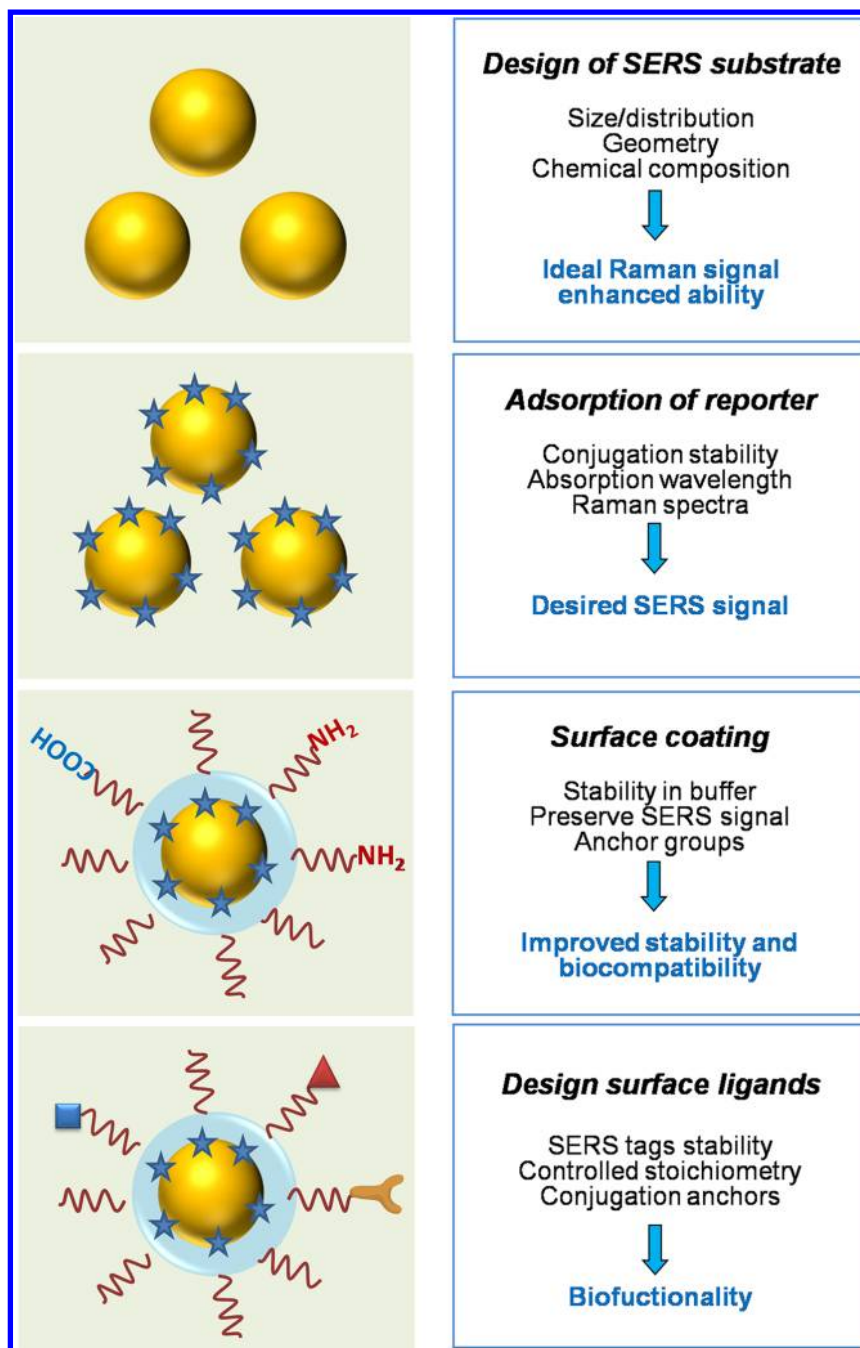 Design of SERS substrate
Size/distribution
Geometry
Chemical composition
Ideal Raman signal
enhanced ability
Adsorption of reporter
Conjugation stability
Absorption wavelength
Raman spectra
Desired SERS signal
COOH
NH₂
NH₂
Surface coating
Stability in buffer
Preserve SERS signal
Anchor groups
Improved stability and
biocompatibility
Design surface ligands
SERS tags stability
Controlled stoichiometry
Conjugation anchors
Biofuctionality